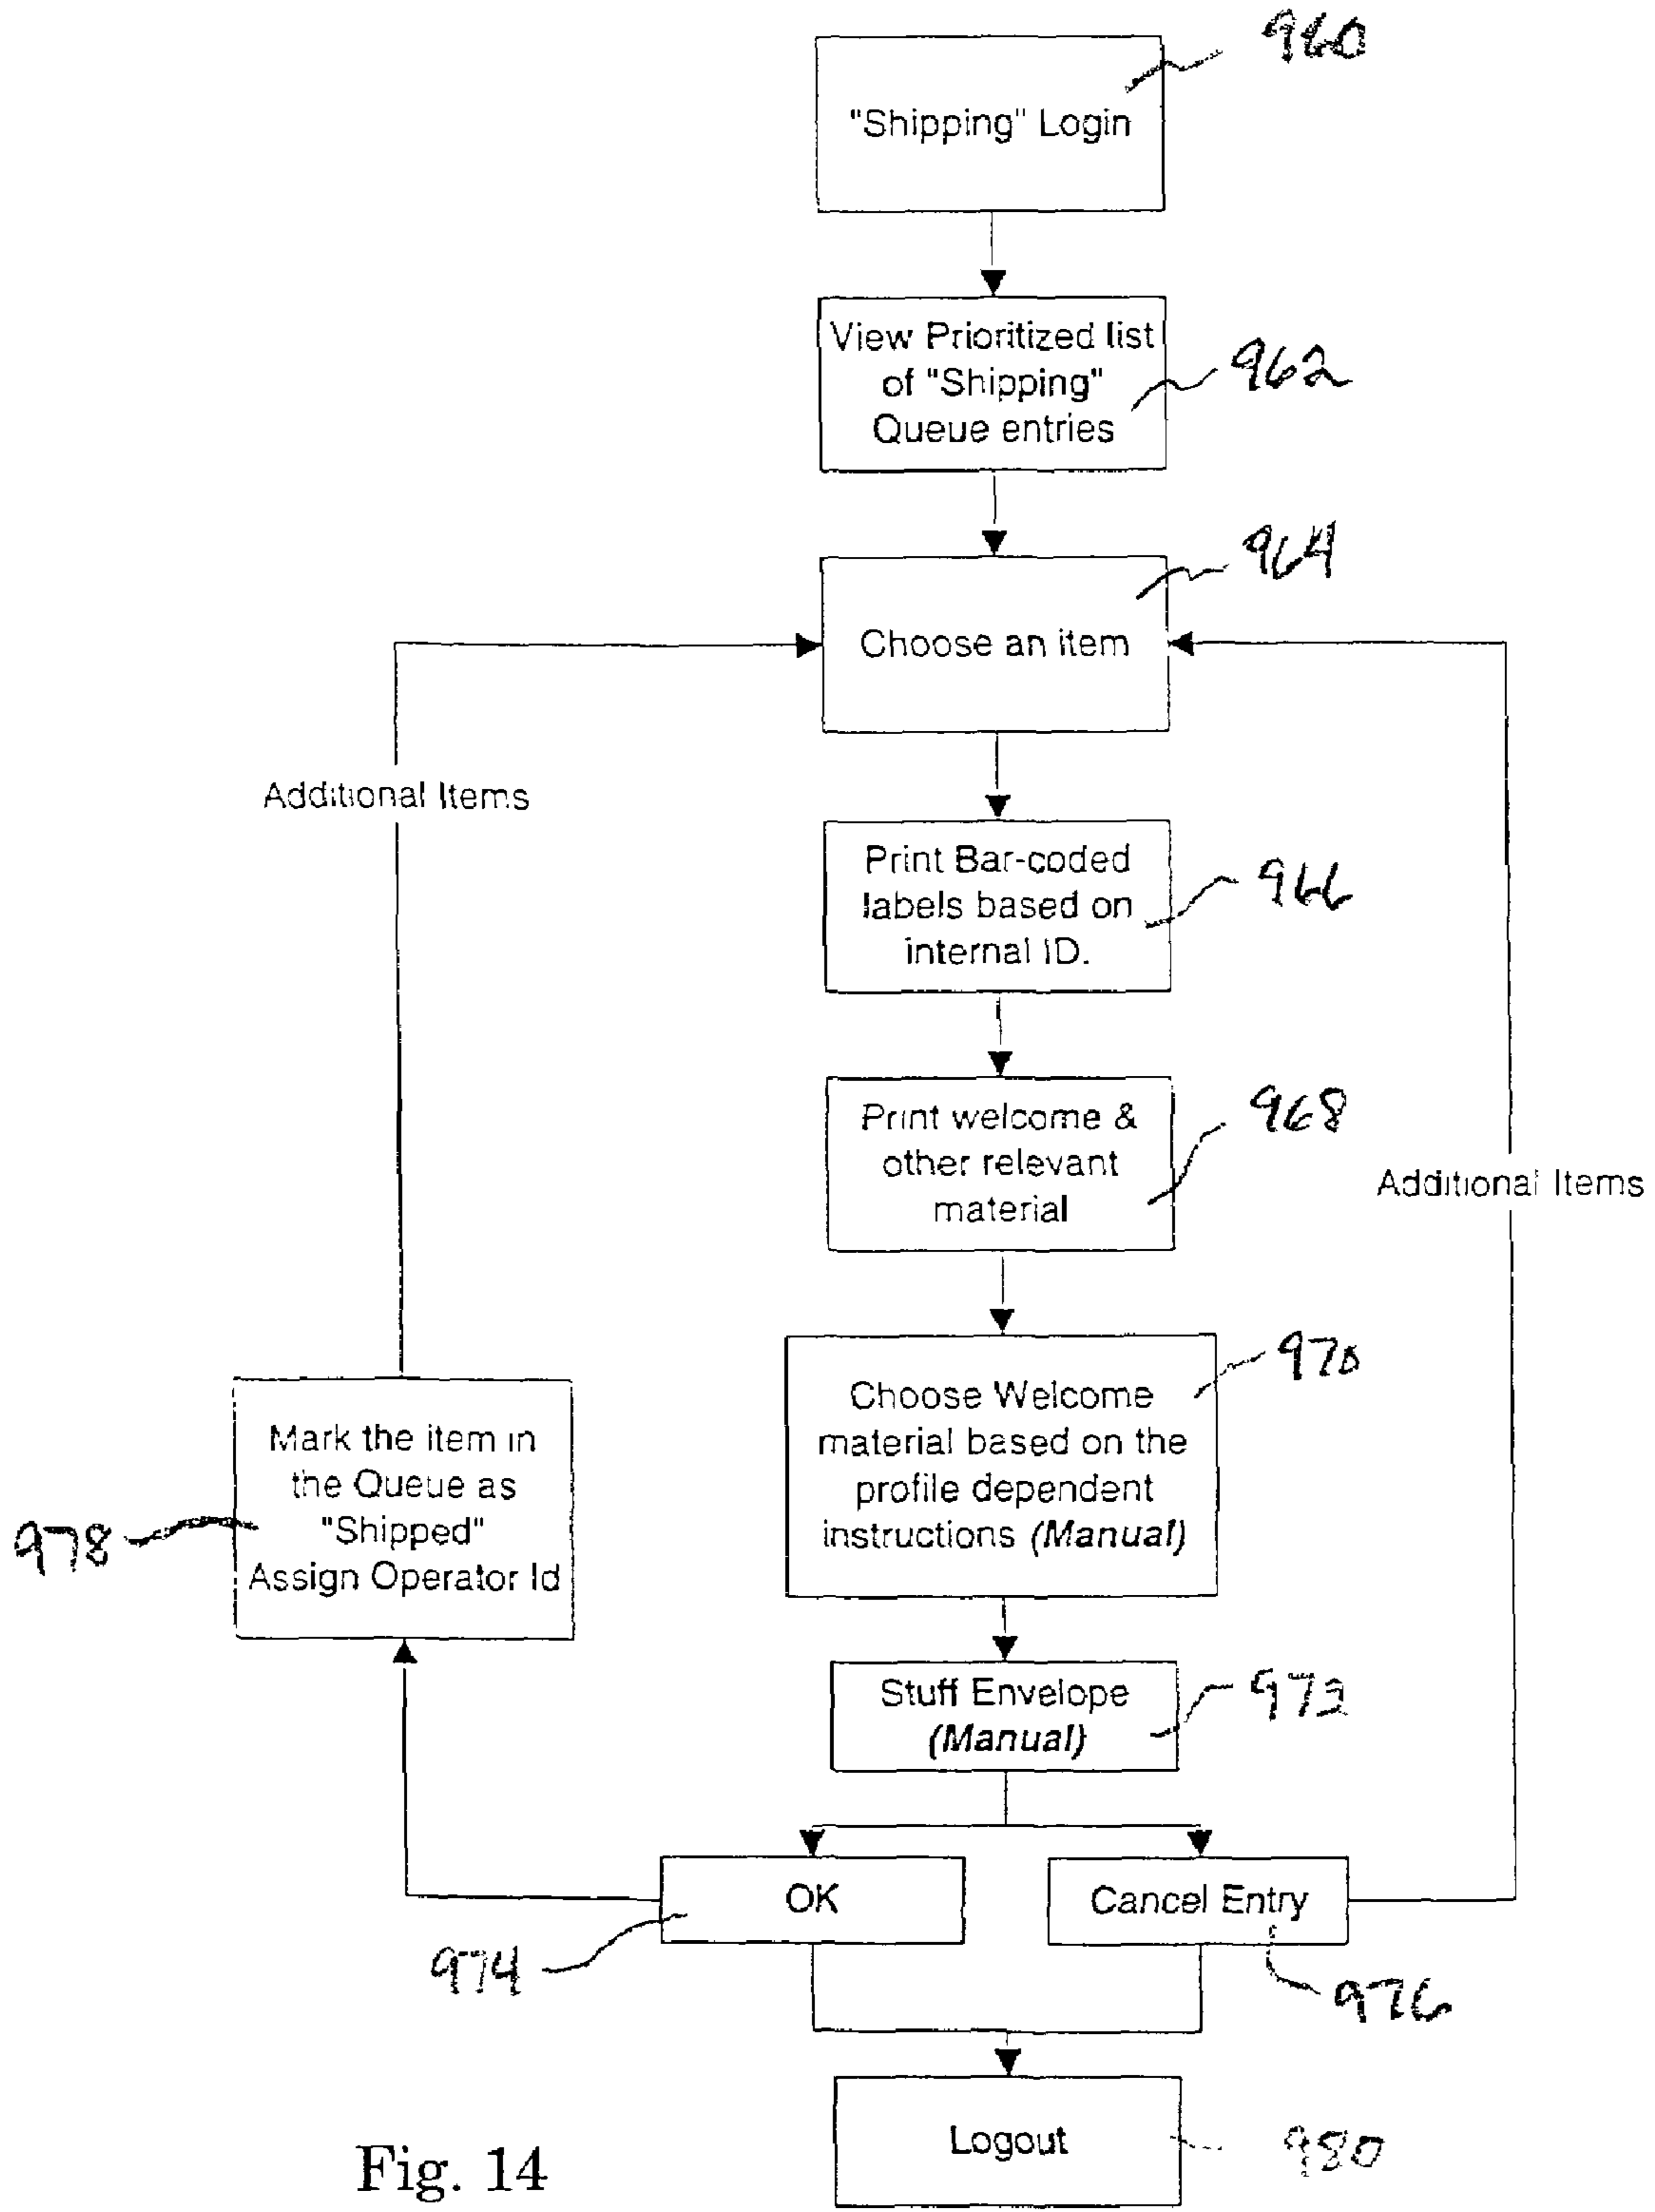 960
"Shipping" Login
View Prioritized list
of "Shipping"
Queue entries
962
964
Choose an item
Additional Items
Print Bar-coded
labels based on
internal ID.
966
Print welcome &
other relevant
material
968
Additional Items
970
Choose Welcome
material based on the
profile dependent
instructions (Manual)
Mark the item in
the Queue as
"Shipped"
Assign Operator Id
978
Stuff Envelope
(Manual)
972
OK
Cancel Entry
974
976
Logout
980
Fig. 14